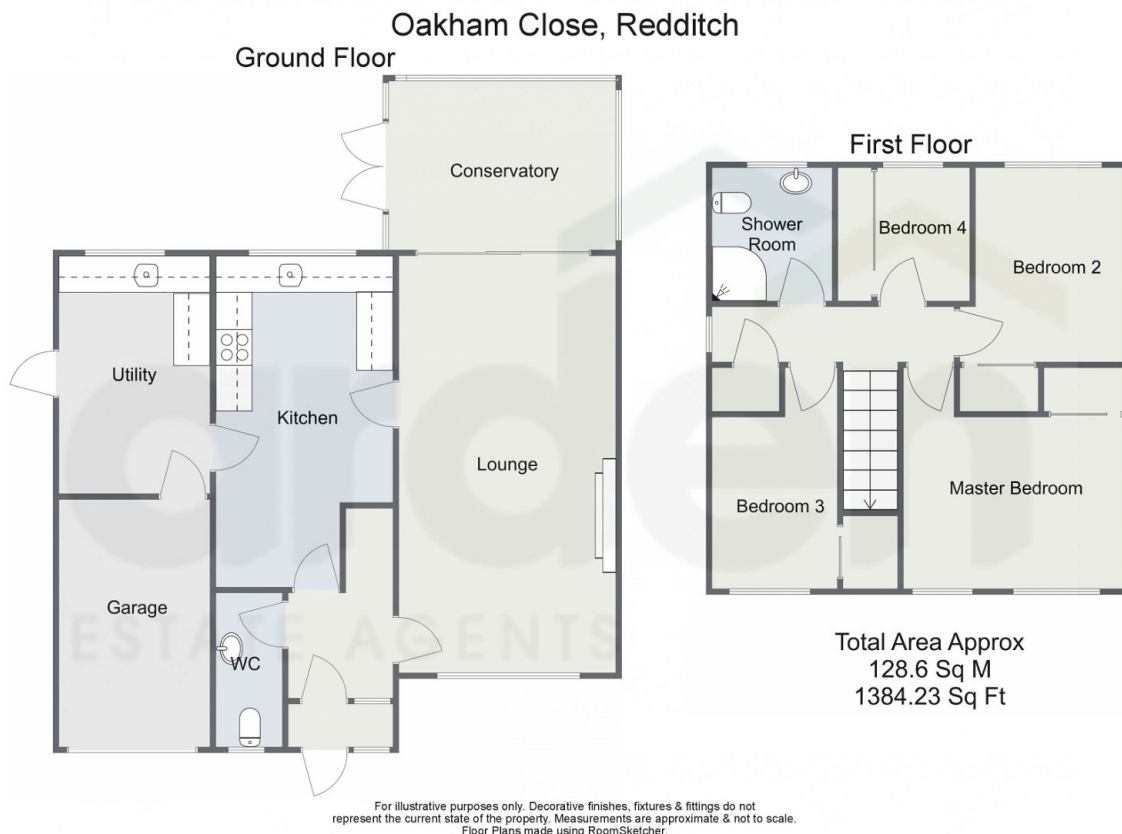 Oakham Close, Redditch
Ground Floor
Conservatory
Utility
Kitchen
Lounge
Garage
WC
First Floor
Shower
Room
Bedroom 4
Bedroom 2
Bedroom 3
Master Bedroom
arden
ESTATE AGENTS
Total Area Approx
128.6 Sq M
1384.23 Sq Ft
For illustrative purposes only. Decorative finishes, fixtures & fittings do not
represent the current state of the property. Measurements are approximate & not to scale.
Floor Plans made using RoomSketcher.